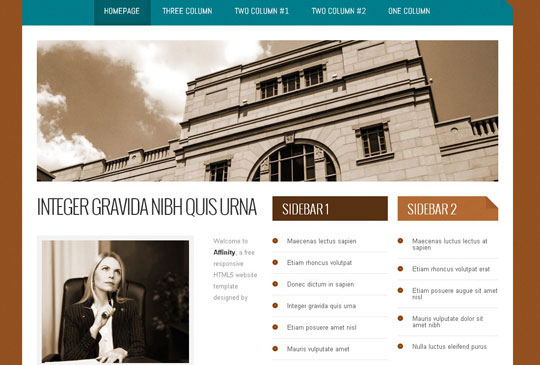 HOMEPAGE
THREE COLUMN
TWO COLUMN #1
TWO COLUMN #2
ONE COLUMN
INTEGER GRAVIDA NIBH QUIS URNA
Welcome to
Affinity, a free
responsive
HTML5 website
template
designed by
SIDEBAR 1
Maecenas lectus sapien
Etiam rhoncus volutpat
Donec dictum in sapien
Integer gravida quis urna
Etiam posuere amet nisl
Mauris vulputate amet
SIDEBAR 2
Maecenas luctus lectus at
sapien
Etiam rhoncus volutpat erat
Etiam posuere augue sit amet
nisl
Mauris vulputate dolor sit
amet nibh
Nulla luctus eleifend purus